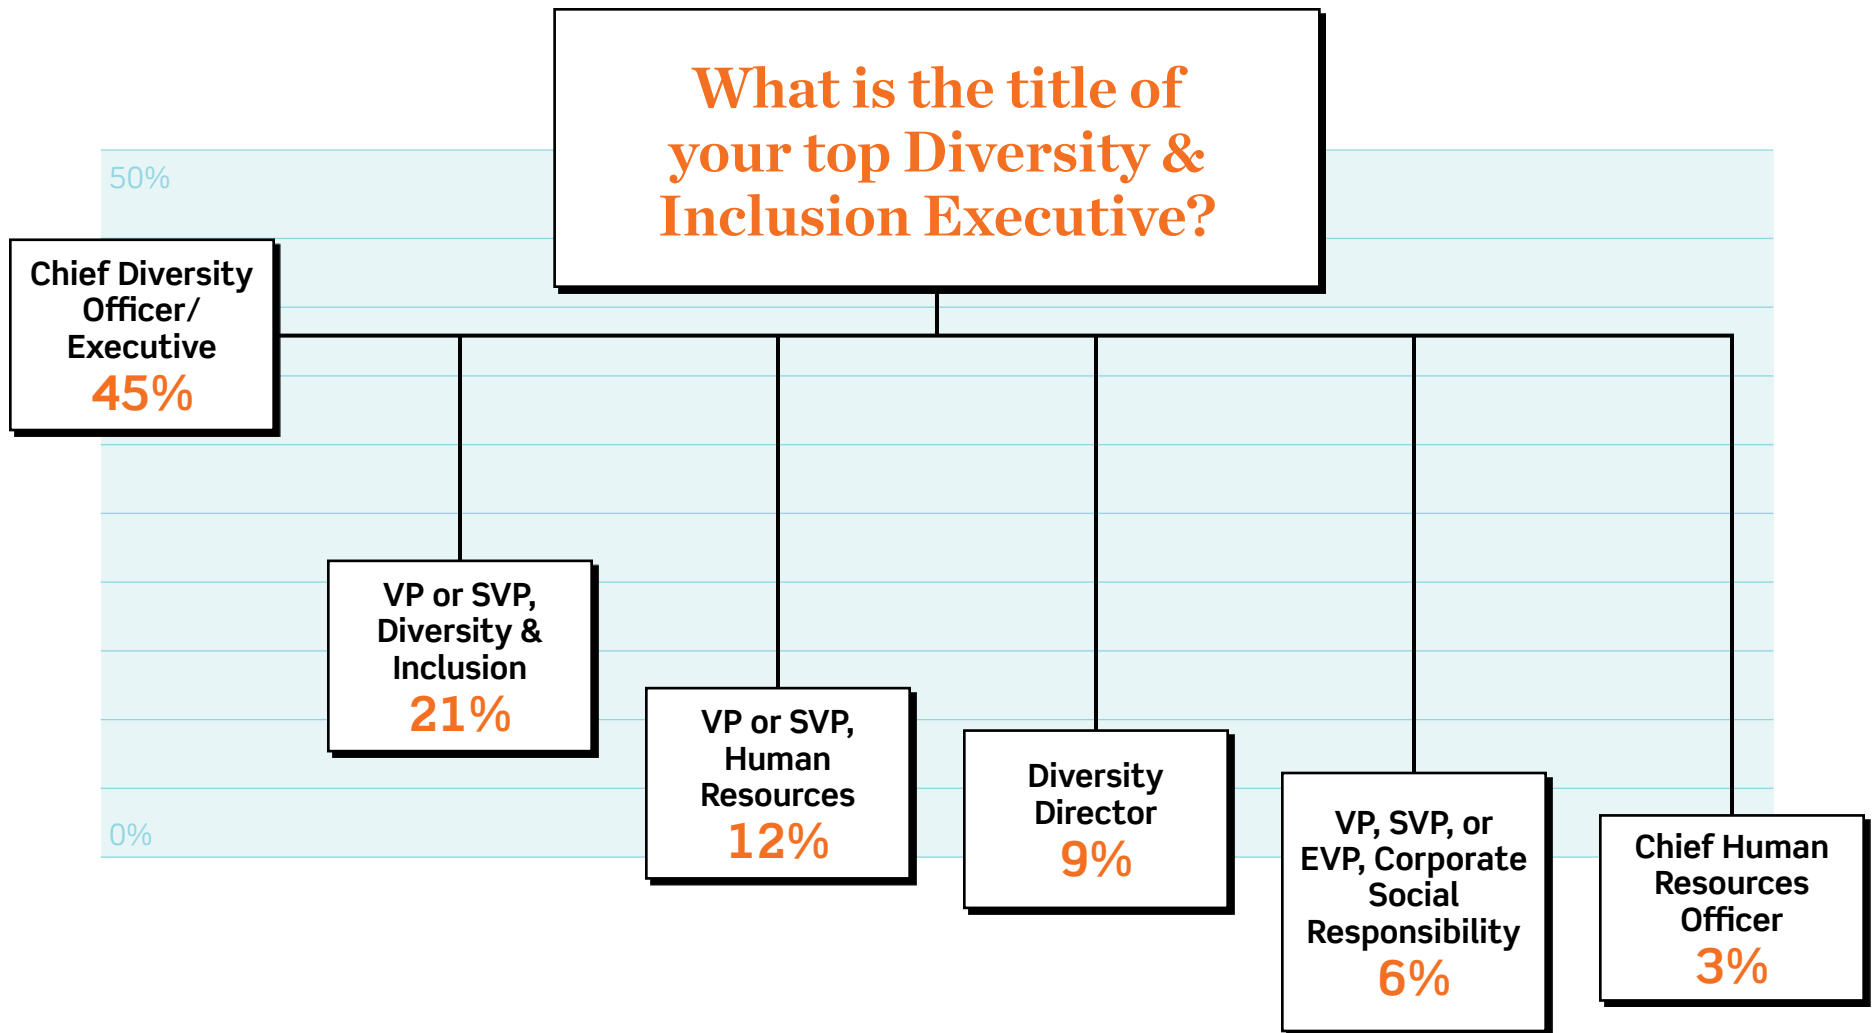 What is the title of
your top Diversity &
Inclusion Executive?
50%
Chief Diversity
Officer/
Executive
45%
VP or SVP,
Diversity &
Inclusion
21%
VP or SVP,
Human
Resources
12%
Diversity
Director
9%
VP, SVP, or
EVP, Corporate
Social
Responsibility
6%
Chief Human
Resources
Officer
3%
0%